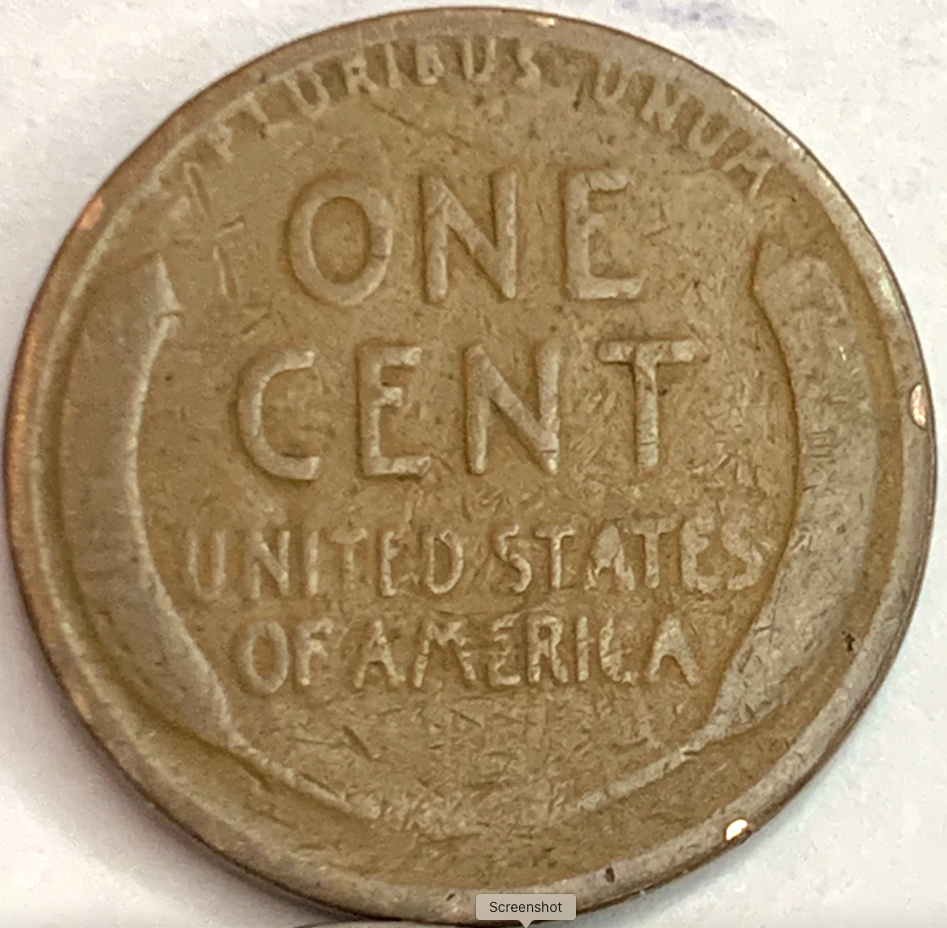 PLURIBUS UNUM
ONE
CENT
UNITED STATES
OF AMERICA
Screenshot